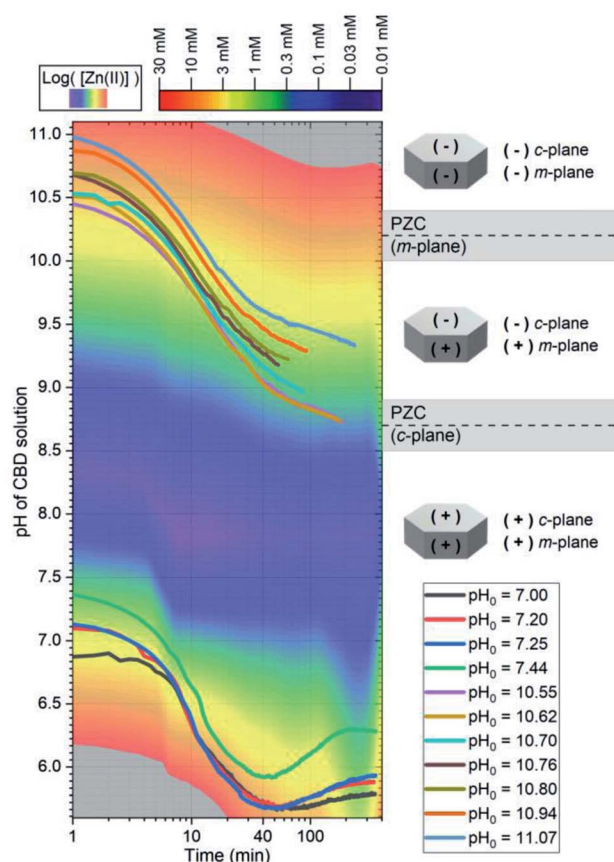 30 mM
10 mM
3 mM
1 mM
0.3 mM
0.1 mM
0.03 mM
0.01 mM
Log( [Zn(II)] )
pH of CBD solution
11.0
10.5
10.0
9.5
9.0
8.5
8.0
7.5
7.0
6.5
6.0
1
10
40
100
Time (min)
(-)
(-)
(-) c-plane
(-) m-plane
PZC
(m-plane)
(-)
(+)
(-) c-plane
(+) m-plane
PZC
(c-plane)
(+)
(+)
(+) c-plane
(+) m-plane
pH₀ = 7.00
pH₀ = 7.20
pH₀ = 7.25
pH₀ = 7.44
pH₀ = 10.55
pH₀ = 10.62
pH₀ = 10.70
pH₀ = 10.76
pH₀ = 10.80
pH₀ = 10.94
pH₀ = 11.07